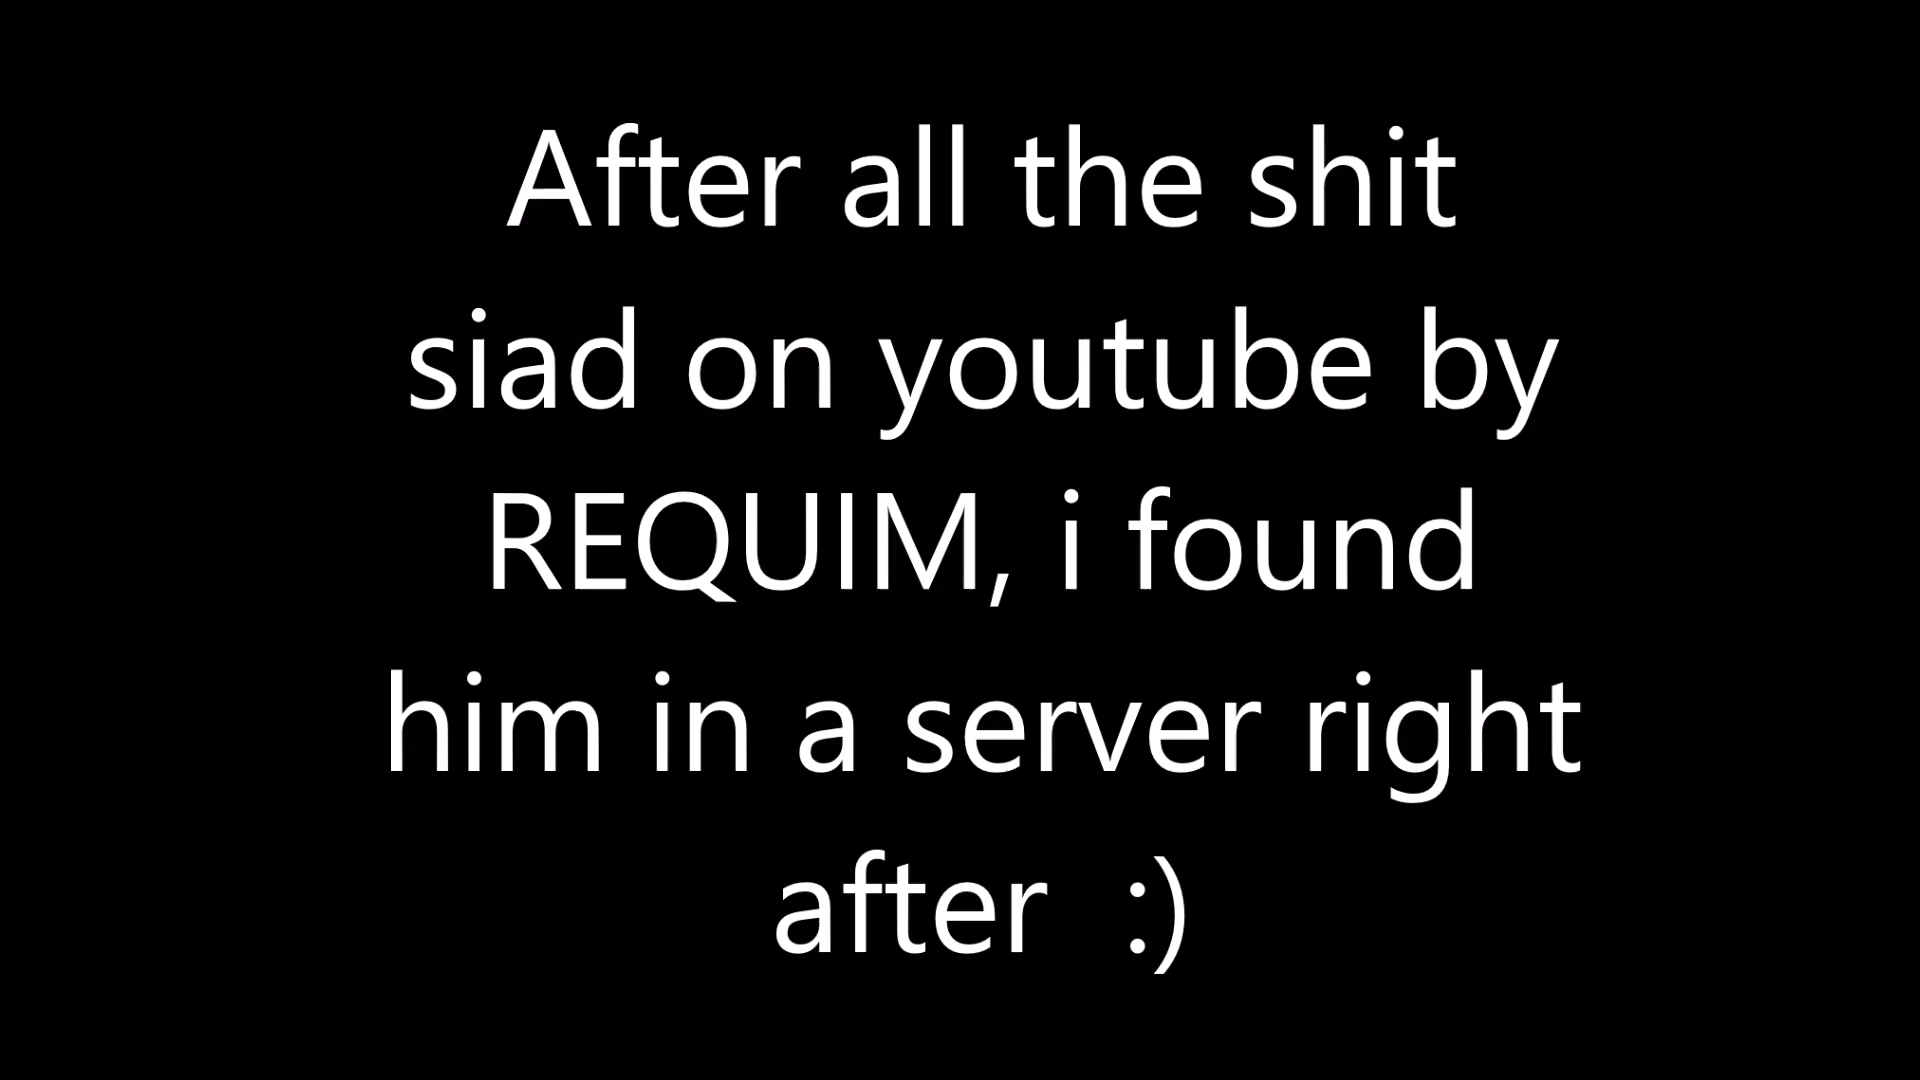 After all the shit
siad on youtube by
REQUIM, i found
him in a server right
after  :)